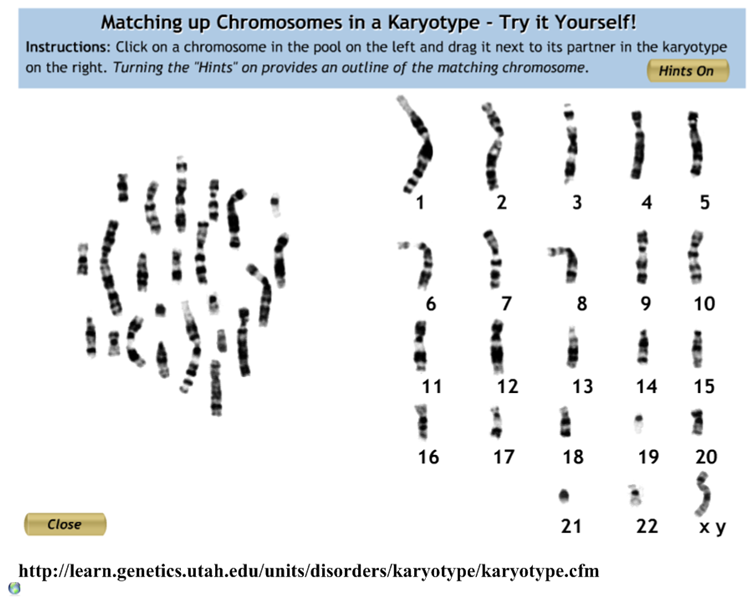 Matching up Chromosomes in a Karyotype - Try it Yourself!
Instructions: Click on a chromosome in the pool on the left and drag it next to its partner in the karyotype
on the right. Turning the "Hints" on provides an outline of the matching chromosome.
Hints On
1 2 3 4 5
6 7 8 9 10
11 12 13 14 15
16 17 18 19 20
21 22 x y
Close
http://learn.genetics.utah.edu/units/disorders/karyotype/karyotype.cfm